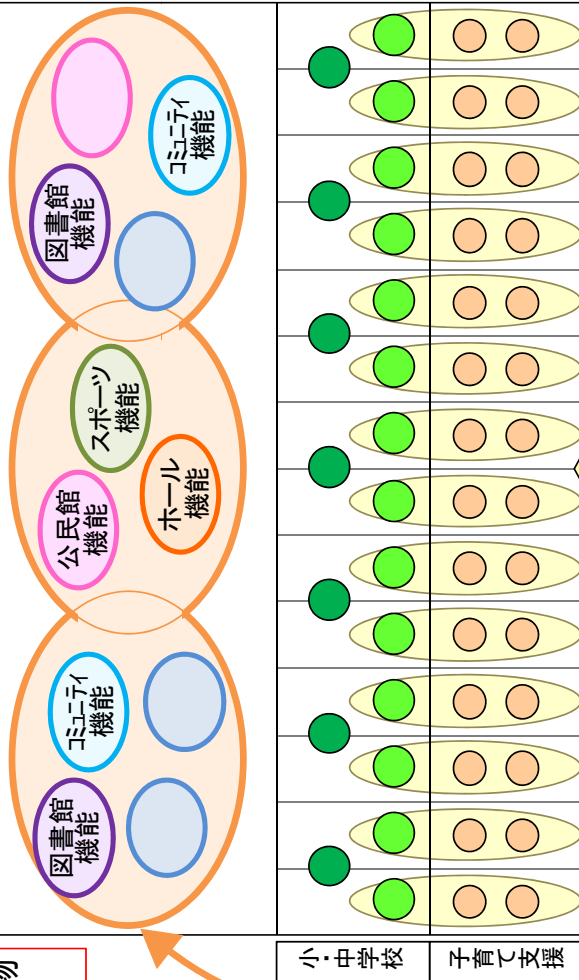 物
図書館
機能
コミュニティ
機能
公民館
機能
ホール
機能
スポーツ
機能
図書館
機能
コミュニティ
機能
小・中学校
子育て支援